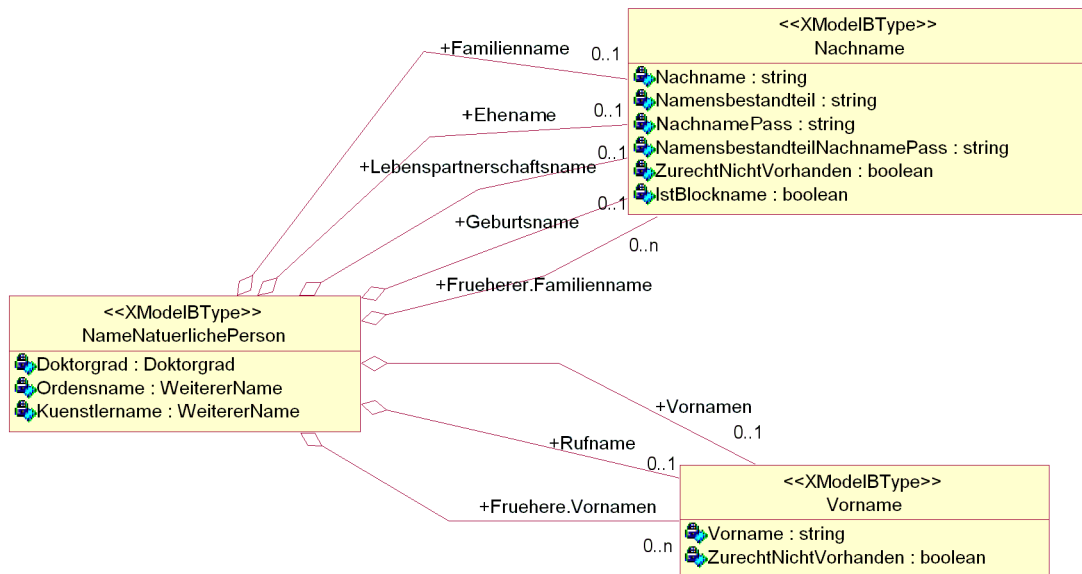 <<XModelBType>>
Nachname
Nachname : string
Namensbestandteil : string
NachnamePass : string
NamensbestandteilNachnamePass : string
ZurechtNichtVorhanden : boolean
IstBlockname : boolean
+Familienname
0..1
+Ehename
0..1
+Lebenspartnerschaftsname
0..1
+Geburtsname
0..1
+Frueherer.Familienname
0..n
<<XModelBType>>
NameNatuerlichePerson
Doktorgrad : Doktorgrad
Ordensname : WeitererName
Kuenstlername : WeitererName
+Vornamen
0..1
+Rufname
0..1
+Fruehere.Vornamen
0..n
<<XModelBType>>
Vorname
Vorname : string
ZurechtNichtVorhanden : boolean